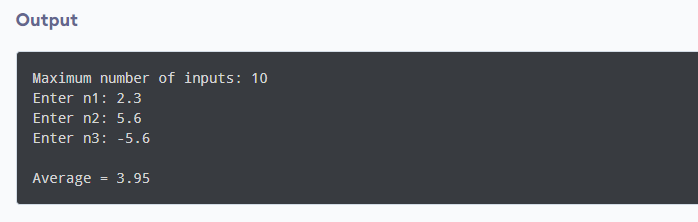 Output
Maximum number of inputs: 10
Enter n1: 2.3
Enter n2: 5.6
Enter n3: -5.6
Average = 3.95